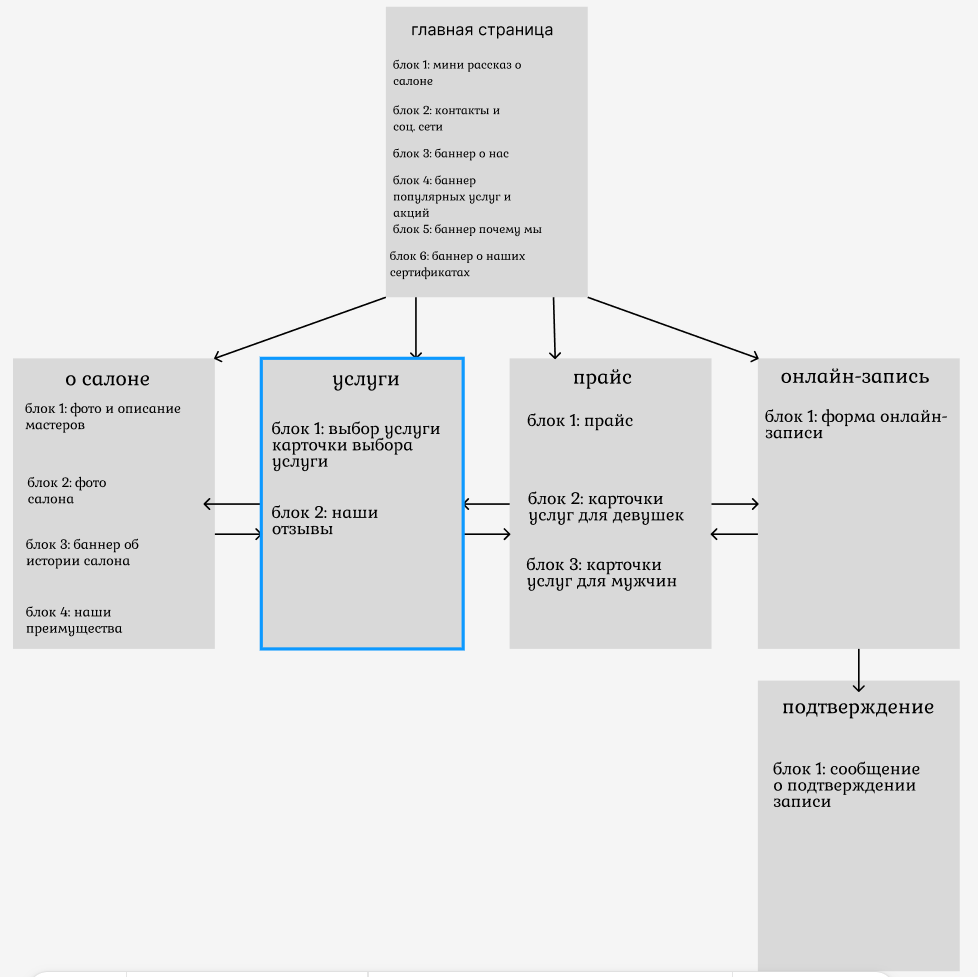 главная страница
блок 1: мини рассказ о
салоне
блок 2: контакты и
соц. сети
блок 3: баннер о нас
блок 4: баннер
популярных услуг и
акций
блок 5: баннер почему мы
блок 6: баннер о наших
сертификатах
о салоне
блок 1: фото и описание
мастеров
блок 2: фото
салона
блок 3: баннер об
истории салона
блок 4: наши
преимущества
услуги
блок 1: выбор услуги
карточки выбора
услуги
блок 2: наши
отзывы
прайс
блок 1: прайс
блок 2: карточки
услуг для девушек
блок 3: карточки
услуг для мужчин
онлайн-запись
блок 1: форма онлайн-
записи
подтверждение
блок 1: сообщение
о подтверждении
записи